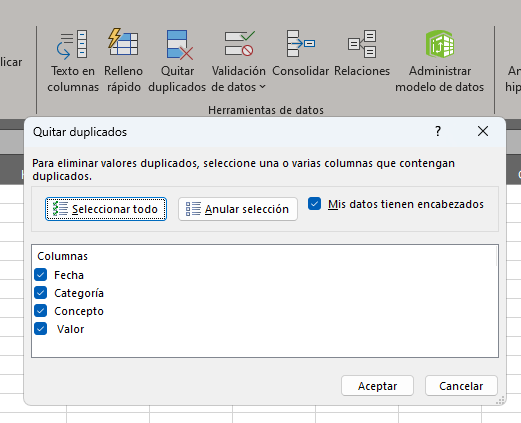 licar
Texto en columnas
Relleno rápido
Quitar duplicados
Validación de datos
Consolidar
Relaciones
Administrar modelo de datos
An
hip
Herramientas de datos
Quitar duplicados
?
Para eliminar valores duplicados, seleccione una o varias columnas que contengan
duplicados.
Seleccionar todo
Anular selección
Mis datos tienen encabezados
Columnas
Fecha
Categoría
Concepto
Valor
Aceptar
Cancelar